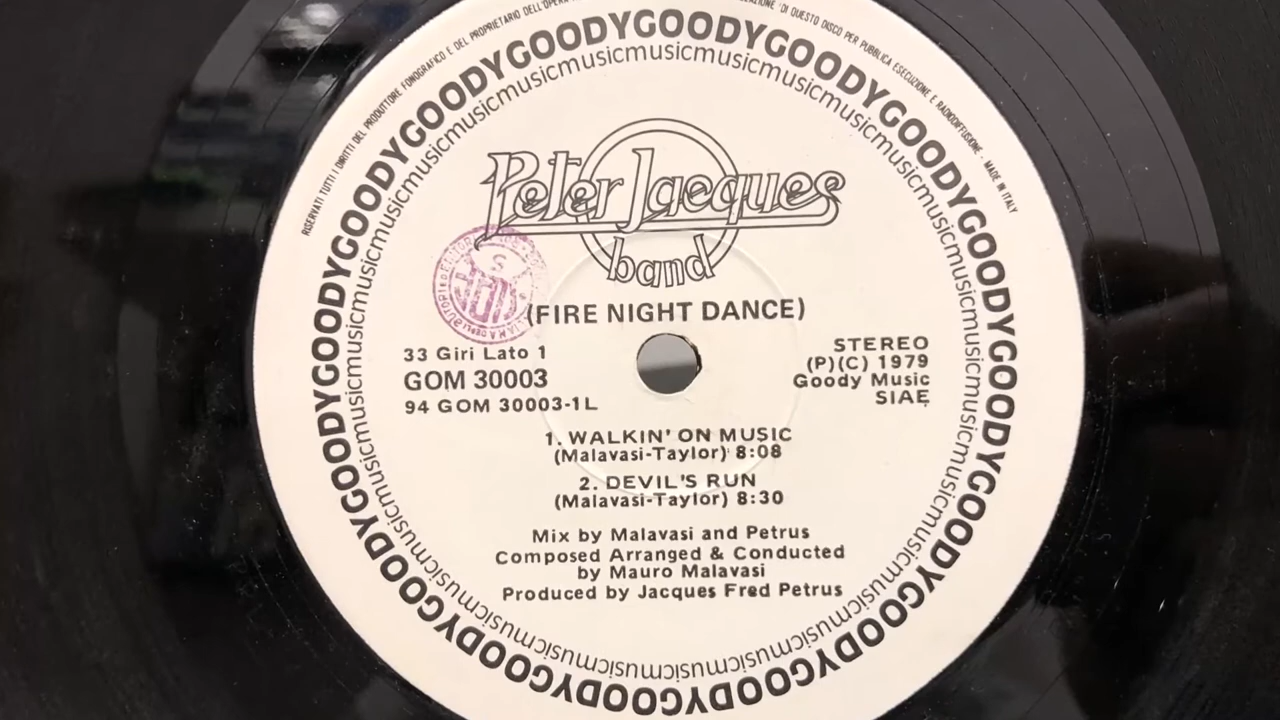 RISERVATI TUTTI I DIRITTI DEL PRODUTTORE FONOGRAFICO E DEL PROPRIETARIO DELL'OPERA
DI QUESTO DISCO PER PUBBLICA ESECUZIONE E RADIODIFFUSIONE · MADE IN ITALY
GOODYGOODYGOODYGOODYGOODYGOODYGOODYGOODYGOODYGOODYGOODYGOODYGOODYGOODY
musicmusicmusicmusicmusicmusicmusicmusicmusicmusicmusicmusicmusicmusicmusicmusicmusicmusic
Peter Jacques
band
(FIRE NIGHT DANCE)
33 Giri Lato 1
GOM 30003
94 GOM 30003-1L
STEREO
(P)(C) 1979
Goody Music
SIAE
1. WALKIN' ON MUSIC
(Malavasi-Taylor) 8:08
2. DEVIL'S RUN
(Malavasi-Taylor) 8:30
Mix by Malavasi and Petrus
Composed Arranged & Conducted
by Mauro Malavasi
Produced by Jacques Fred Petrus